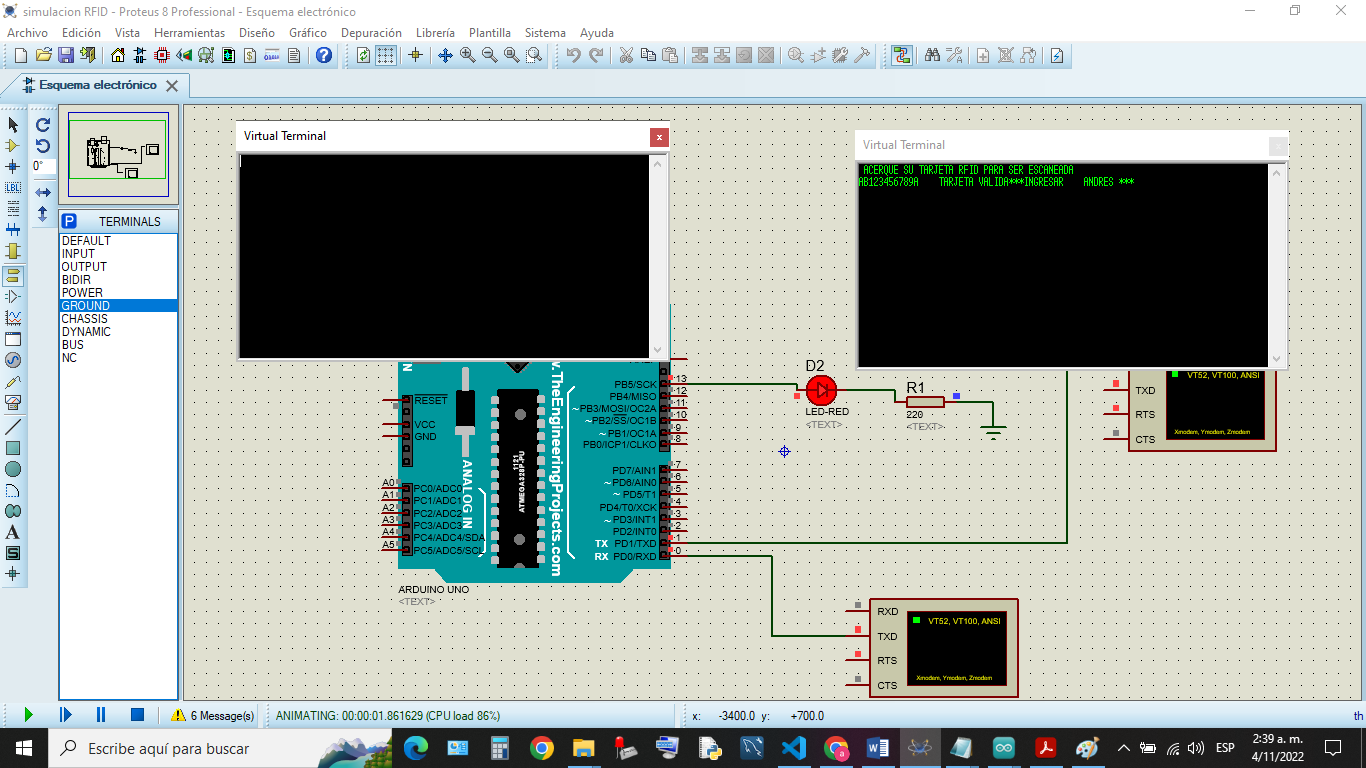 simulacion RFID - Proteus 8 Professional - Esquema electrónico
Archivo Edición Vista Herramientas Diseño Gráfico Depuración Librería Plantilla Sistema Ayuda
Esquema electrónico
0°
LBL
P TERMINALS
DEFAULT
INPUT
OUTPUT
BIDIR
POWER
GROUND
CHASSIS
DYNAMIC
BUS
NC
Virtual Terminal
Virtual Terminal
ACERQUE SU TARJETA RFID PARA SER ESCANEADA
AB123456789A TARJETA VALIDA***INGRESAR ANDRES ***
RESET
VCC
GND
A0 PC0/ADC0
A1 PC1/ADC1
A2 PC2/ADC2
A3 PC3/ADC3
A4 PC4/ADC4/SDA
A5 PC5/ADC5/SCL
ANALOG IN
1121
ATMEGA328P-PU
w.TheEngineeringProjects.com
PB5/SCK 13
PB4/MISO 12
~PB3/MOSI/OC2A 11
~PB2/SS/OC1B 10
~PB1/OC1A 9
PB0/ICP1/CLKO 8
PD7/AIN1 7
~PD6/AIN0 6
~PD5/T1 5
PD4/T0/XCK 4
~PD3/INT1 3
PD2/INT0 2
TX PD1/TXD 1
RX PD0/RXD 0
ARDUINO UNO
<TEXT>
D2
LED-RED
<TEXT>
R1
220
<TEXT>
TXD
RTS
CTS
VT52, VT100, ANSI
Xmodem, Ymodem, Zmodem
RXD
TXD
RTS
CTS
VT52, VT100, ANSI
Xmodem, Ymodem, Zmodem
6 Message(s)
ANIMATING: 00:00:01.861629 (CPU load 86%)
x: -3400.0 y: +700.0 th
Escribe aquí para buscar
ESP
2:39 a. m.
4/11/2022